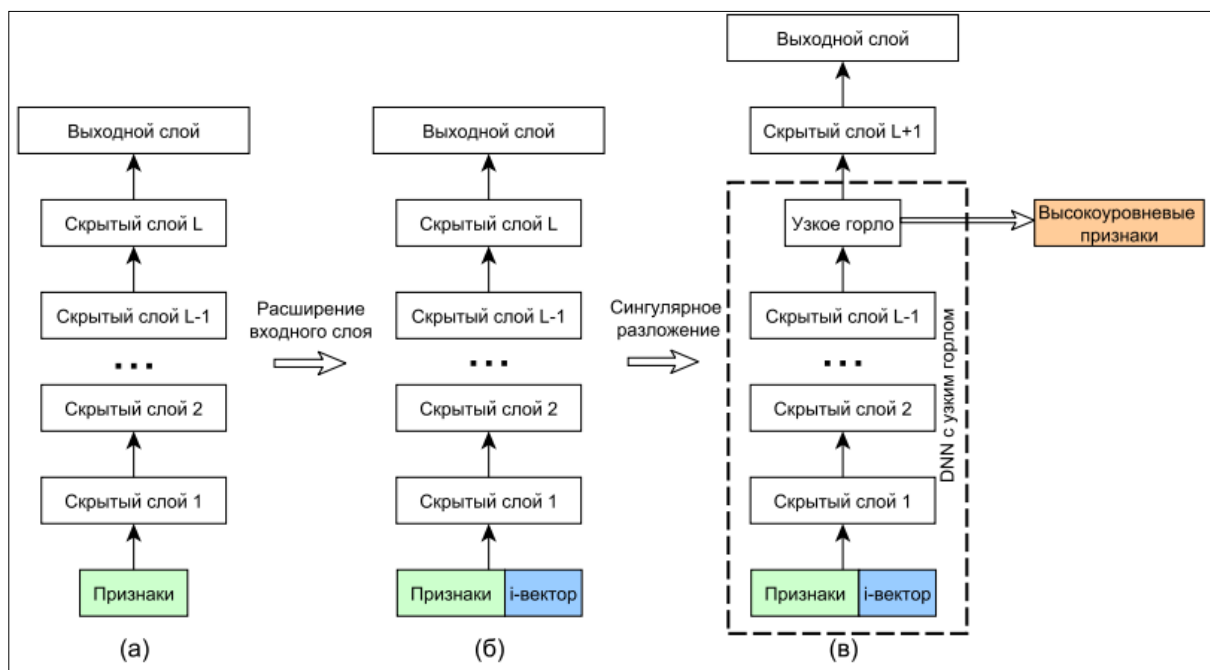 Выходной слой
Скрытый слой L
Скрытый слой L-1
...
Скрытый слой 2
Скрытый слой 1
Признаки
(а)
Расширение
входного слоя
Выходной слой
Скрытый слой L
Скрытый слой L-1
...
Скрытый слой 2
Скрытый слой 1
Признаки
i-вектор
(б)
Сингулярное
разложение
Выходной слой
Скрытый слой L+1
Узкое горло
Скрытый слой L-1
...
Скрытый слой 2
Скрытый слой 1
Признаки
i-вектор
(в)
DNN с узким горлом
Высокоуровневые
признаки